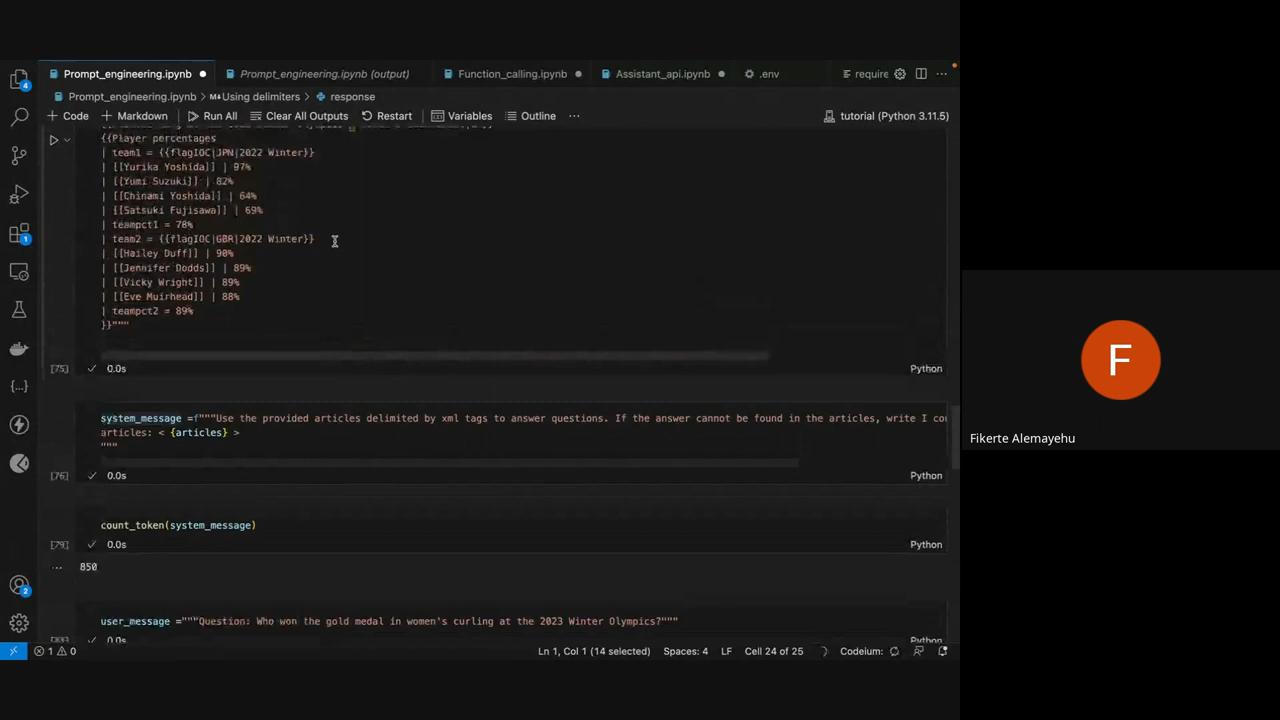 Prompt_engineering.ipynb
Prompt_engineering.ipynb (output)
Function_calling.ipynb
Assistant_api.ipynb
.env
require
Prompt_engineering.ipynb > Using delimiters > response
+ Code + Markdown Run All Clear All Outputs Restart Variables Outline ... tutorial (Python 3.11.5)
{{Player percentages
| team1 = {{flagIOC|JPN|2022 Winter}}
| [[Yurika Yoshida]] | 97%
| [[Yumi Suzuki]] | 82%
| [[Chinami Yoshida]] | 64%
| [[Satsuki Fujisawa]] | 69%
| teampct1 = 78%
| team2 = {{flagIOC|GBR|2022 Winter}}
| [[Hailey Duff]] | 90%
| [[Jennifer Dodds]] | 89%
| [[Vicky Wright]] | 89%
| [[Eve Muirhead]] | 88%
| teampct2 = 89%
}}"""
[75] 0.0s Python
system_message =f"""Use the provided articles delimited by xml tags to answer questions. If the answer cannot be found in the articles, write I co
articles: < {articles} >
"""
[76] 0.0s Python
count_token(system_message)
[79] 0.0s Python
... 850
user_message ="""Question: Who won the gold medal in women's curling at the 2023 Winter Olympics?"""
0.0s Python
1 0 Ln 1, Col 1 (14 selected) Spaces: 4 LF Cell 24 of 25 Codeium:
4
1
2
F
Fikerte Alemayehu